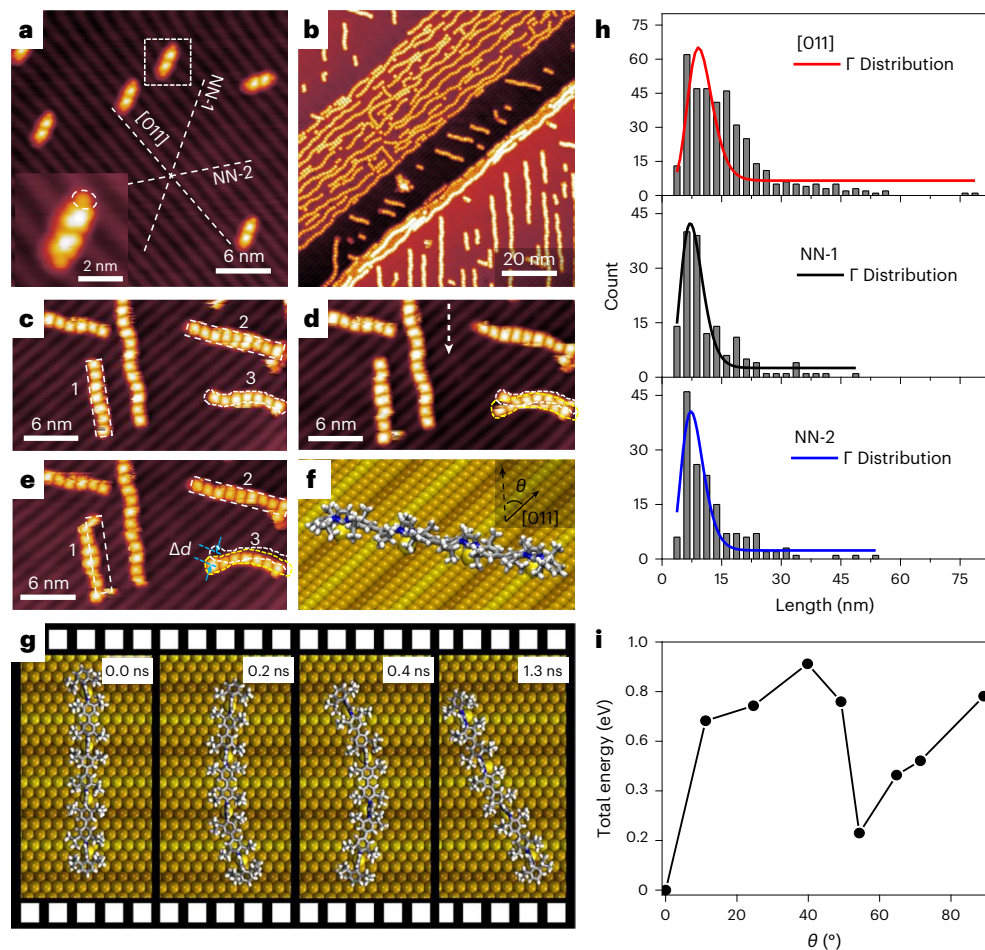 a
[011]
NN-1
NN-2
2 nm
6 nm
b
20 nm
c
1
2
3
6 nm
d
6 nm
e
1
2
3
Δd
6 nm
f
θ
[011]
g
0.0 ns
0.2 ns
0.4 ns
1.3 ns
h
75
60
45
30
15
0
[011]
Γ Distribution
45
30
15
0
NN-1
Γ Distribution
Count
45
30
15
0
NN-2
Γ Distribution
0 15 30 45 60 75
Length (nm)
i
1.0
0.8
0.6
0.3
0.2
0
Total energy (eV)
0 20 40 60 80
θ (°)